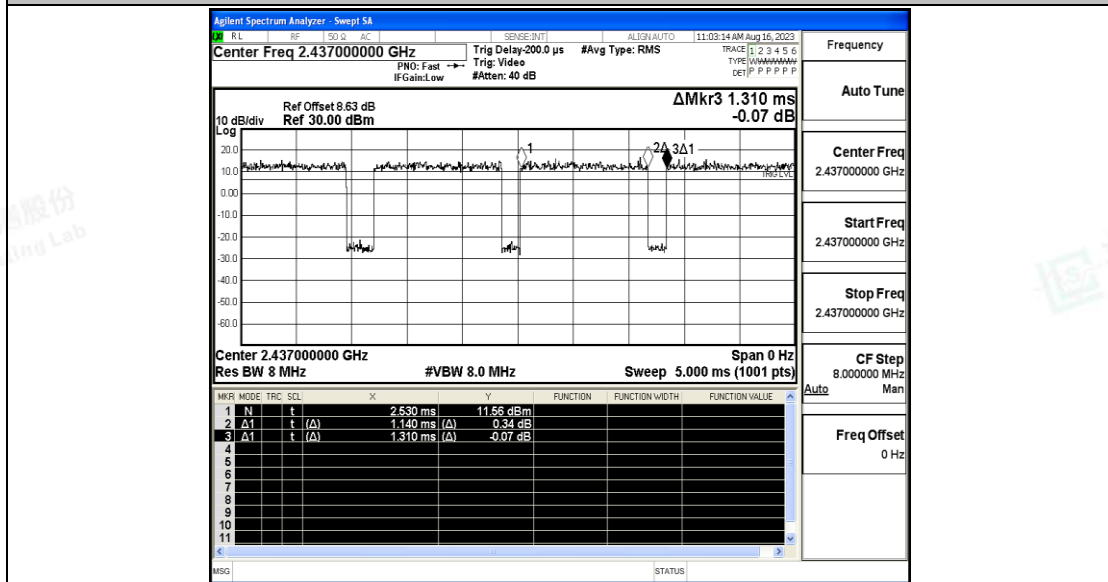 Agilent Spectrum Analyzer - Swept SA
RL RF 50 Ω AC SENSE:INT ALIGN AUTO 11:03:14 AM Aug 16, 2023
Center Freq 2.437000000 GHz
Trig Delay-200.0 µs #Avg Type: RMS
TRACE 1 2 3 4 5 6
PNO: Fast Trig: Video
TYPE
IFGain:Low #Atten: 40 dB
DET P P P P P P
Frequency
Auto Tune
ΔMkr3 1.310 ms
-0.07 dB
Ref Offset 8.63 dB
10 dB/div Ref 30.00 dBm
Log
20.0
10.0
0.00
-10.0
-20.0
-30.0
-40.0
-50.0
-60.0
1
2Δ 3Δ1
TRIG LVL
Center Freq
2.437000000 GHz
Start Freq
2.437000000 GHz
Stop Freq
2.437000000 GHz
CF Step
8.000000 MHz
Auto Man
Freq Offset
0 Hz
Center 2.437000000 GHz Span 0 Hz
Res BW 8 MHz #VBW 8.0 MHz Sweep 5.000 ms (1001 pts)
MKR MODE TRC SCL X Y FUNCTION FUNCTION WIDTH FUNCTION VALUE
1 N t 2.530 ms 11.56 dBm
2 Δ1 t (Δ) 1.140 ms (Δ) 0.34 dB
3 Δ1 t (Δ) 1.310 ms (Δ) -0.07 dB
4
5
6
7
8
9
10
11
MSG STATUS
股份
Lab